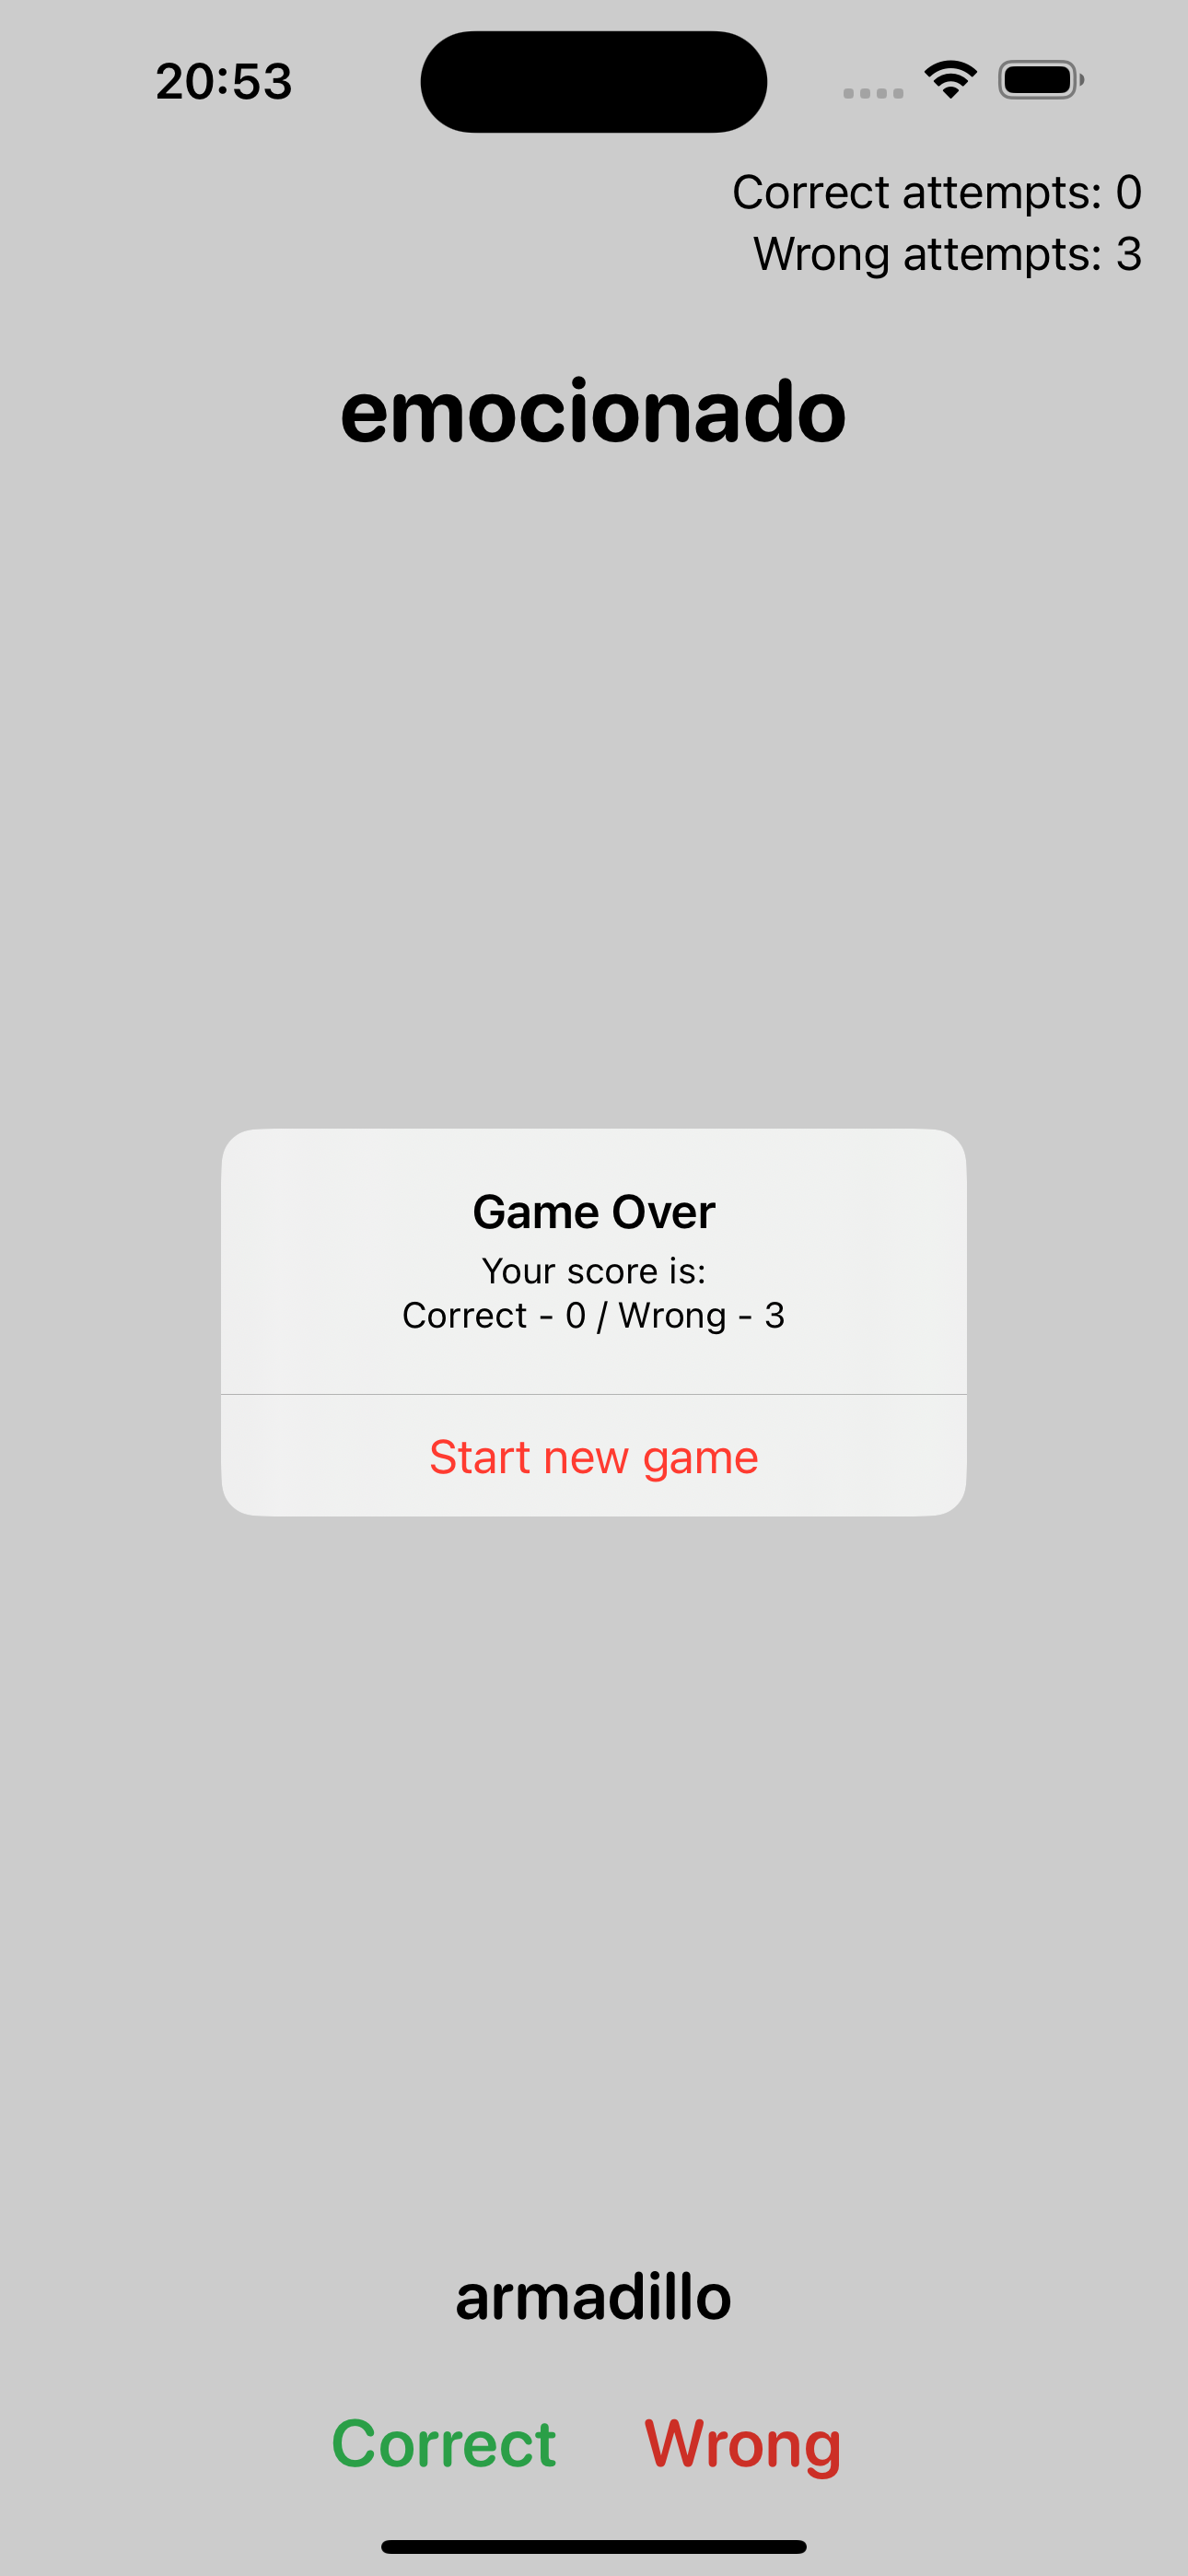 20:53
Correct attempts: 0
Wrong attempts: 3
emocionado
Game Over
Your score is:
Correct - 0 / Wrong - 3
Start new game
armadillo
Correct Wrong